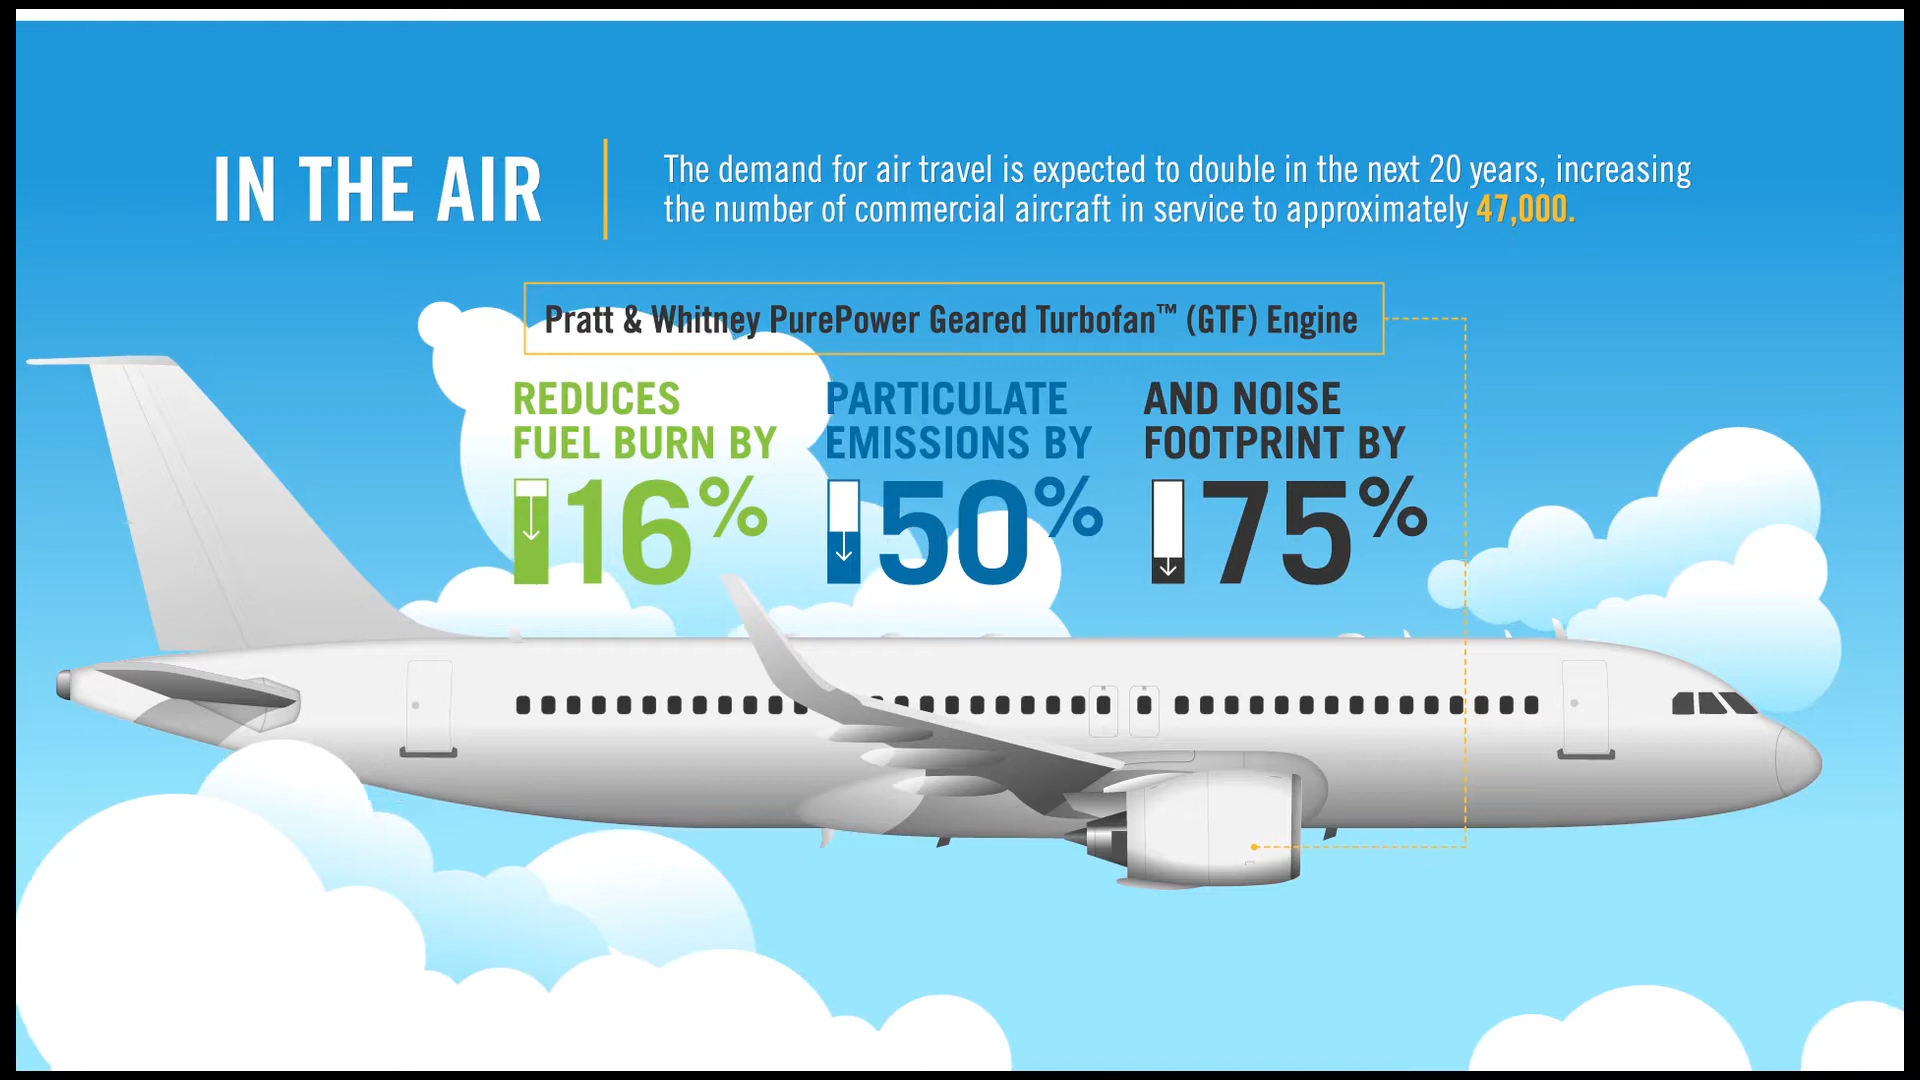 IN THE AIR
The demand for air travel is expected to double in the next 20 years, increasing
the number of commercial aircraft in service to approximately 47,000.
Pratt & Whitney PurePower Geared Turbofan™ (GTF) Engine
REDUCES
FUEL BURN BY
16%
PARTICULATE
EMISSIONS BY
50%
AND NOISE
FOOTPRINT BY
75%